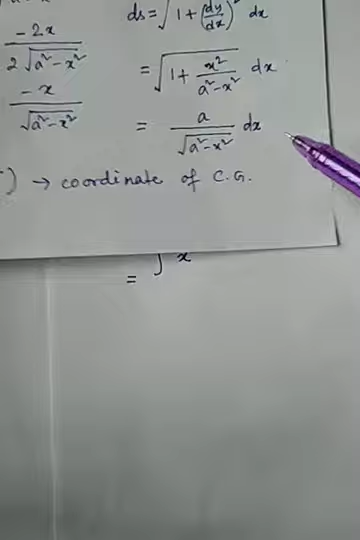 ds = √(1 + (dy/dx)²) dx
-2x / 2√(a²-x²)
= √(1 + x²/(a²-x²)) dx
-x / √(a²-x²)
= a / √(a²-x²) dx
) → coordinate of C.G.
= ∫ x